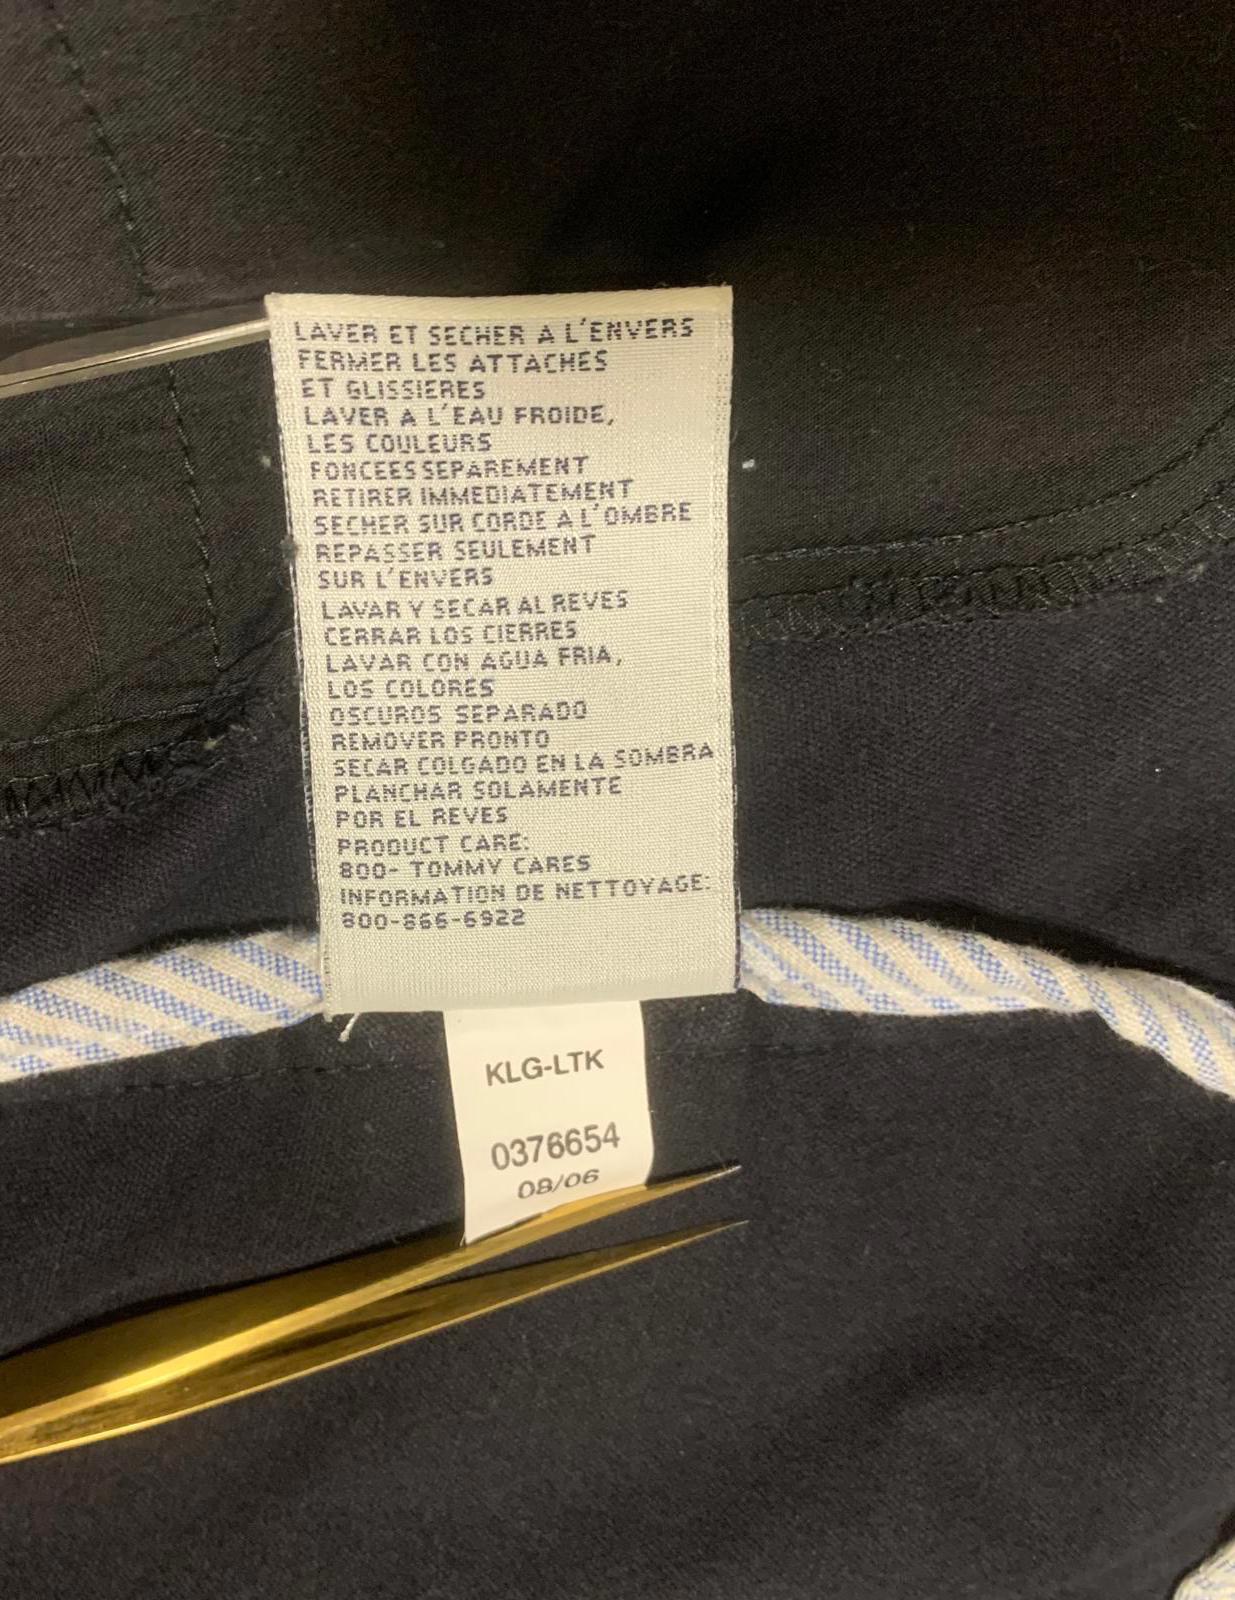 LAVER ET SECHER A L'ENVERS
FERMER LES ATTACHES
ET GLISSIERES
LAVER A L'EAU FROIDE,
LES COULEURS
FONCEES SEPAREMENT
RETIRER IMMEDIATEMENT
SECHER SUR CORDE A L'OMBRE
REPASSER SEULEMENT
SUR L'ENVERS
LAVAR Y SECAR AL REVES
CERRAR LOS CIERRES
LAVAR CON AGUA FRIA,
LOS COLORES
OSCUROS SEPARADO
REMOVER PRONTO
SECAR COLGADO EN LA SOMBRA
PLANCHAR SOLAMENTE
POR EL REVES
PRODUCT CARE:
800- TOMMY CARES
INFORMATION DE NETTOYAGE:
800-866-6922
KLG-LTK
0376654
08/06